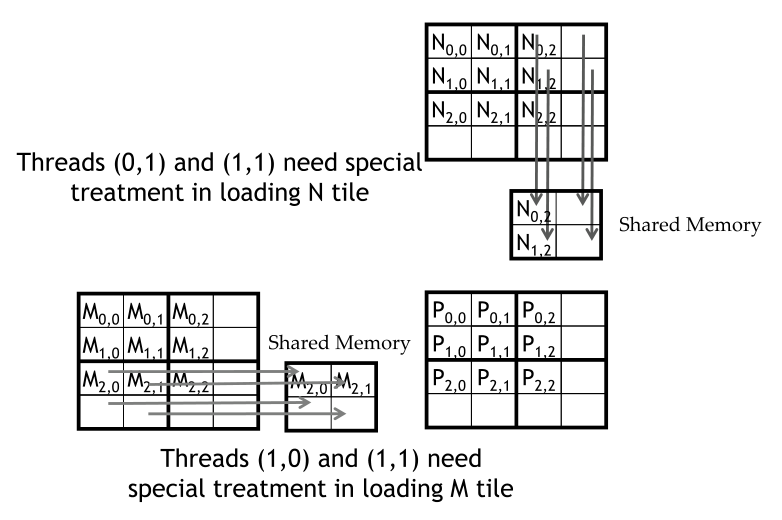 N0,0 N0,1 N0,2
N1,0 N1,1 N1,2
N2,0 N2,1 N2,2
Threads (0,1) and (1,1) need special
treatment in loading N tile
N0,2
N1,2
Shared Memory
M0,0 M0,1 M0,2
M1,0 M1,1 M1,2
M2,0 M2,1 M2,2
Shared Memory
M2,0 M2,1
P0,0 P0,1 P0,2
P1,0 P1,1 P1,2
P2,0 P2,1 P2,2
Threads (1,0) and (1,1) need
special treatment in loading M tile